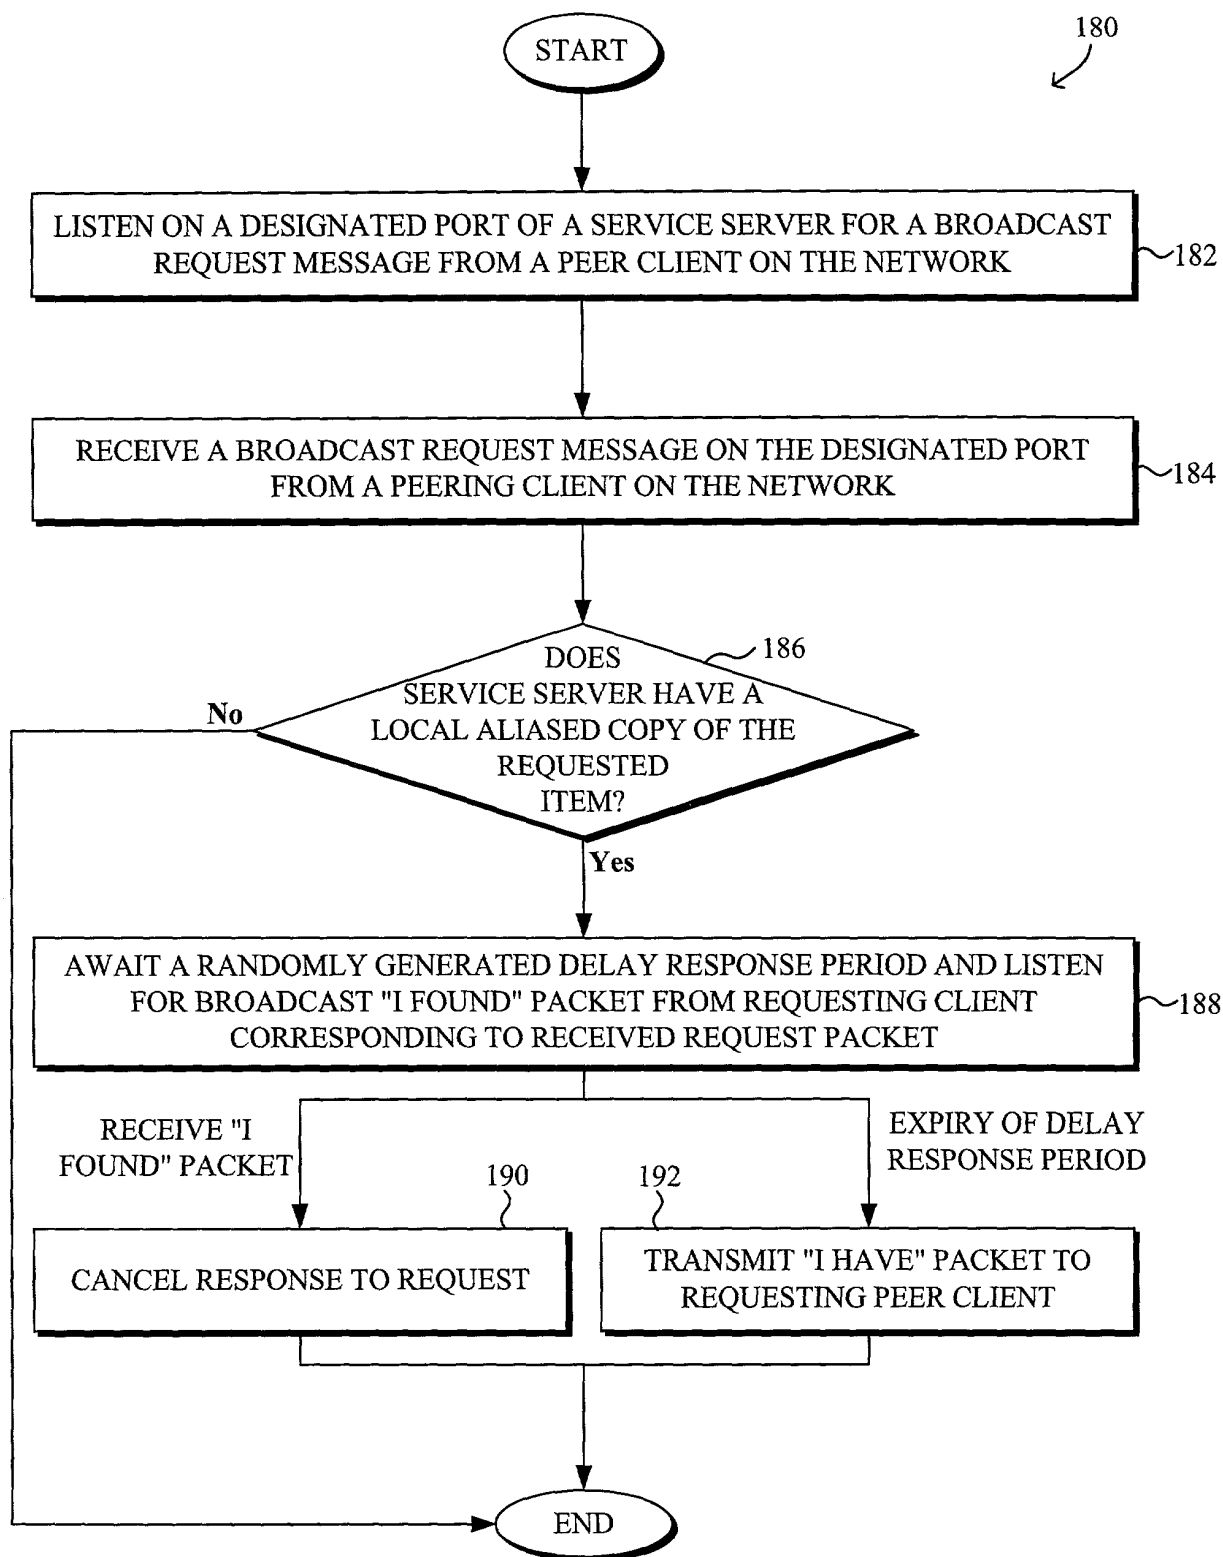 START
180
LISTEN ON A DESIGNATED PORT OF A SERVICE SERVER FOR A BROADCAST
REQUEST MESSAGE FROM A PEER CLIENT ON THE NETWORK
182
RECEIVE A BROADCAST REQUEST MESSAGE ON THE DESIGNATED PORT
FROM A PEERING CLIENT ON THE NETWORK
184
186
DOES
SERVICE SERVER HAVE A
LOCAL ALIASED COPY OF THE
REQUESTED
ITEM?
No
Yes
AWAIT A RANDOMLY GENERATED DELAY RESPONSE PERIOD AND LISTEN
FOR BROADCAST "I FOUND" PACKET FROM REQUESTING CLIENT
CORRESPONDING TO RECEIVED REQUEST PACKET
188
RECEIVE "I
FOUND" PACKET
EXPIRY OF DELAY
RESPONSE PERIOD
190
192
CANCEL RESPONSE TO REQUEST
TRANSMIT "I HAVE" PACKET TO
REQUESTING PEER CLIENT
END